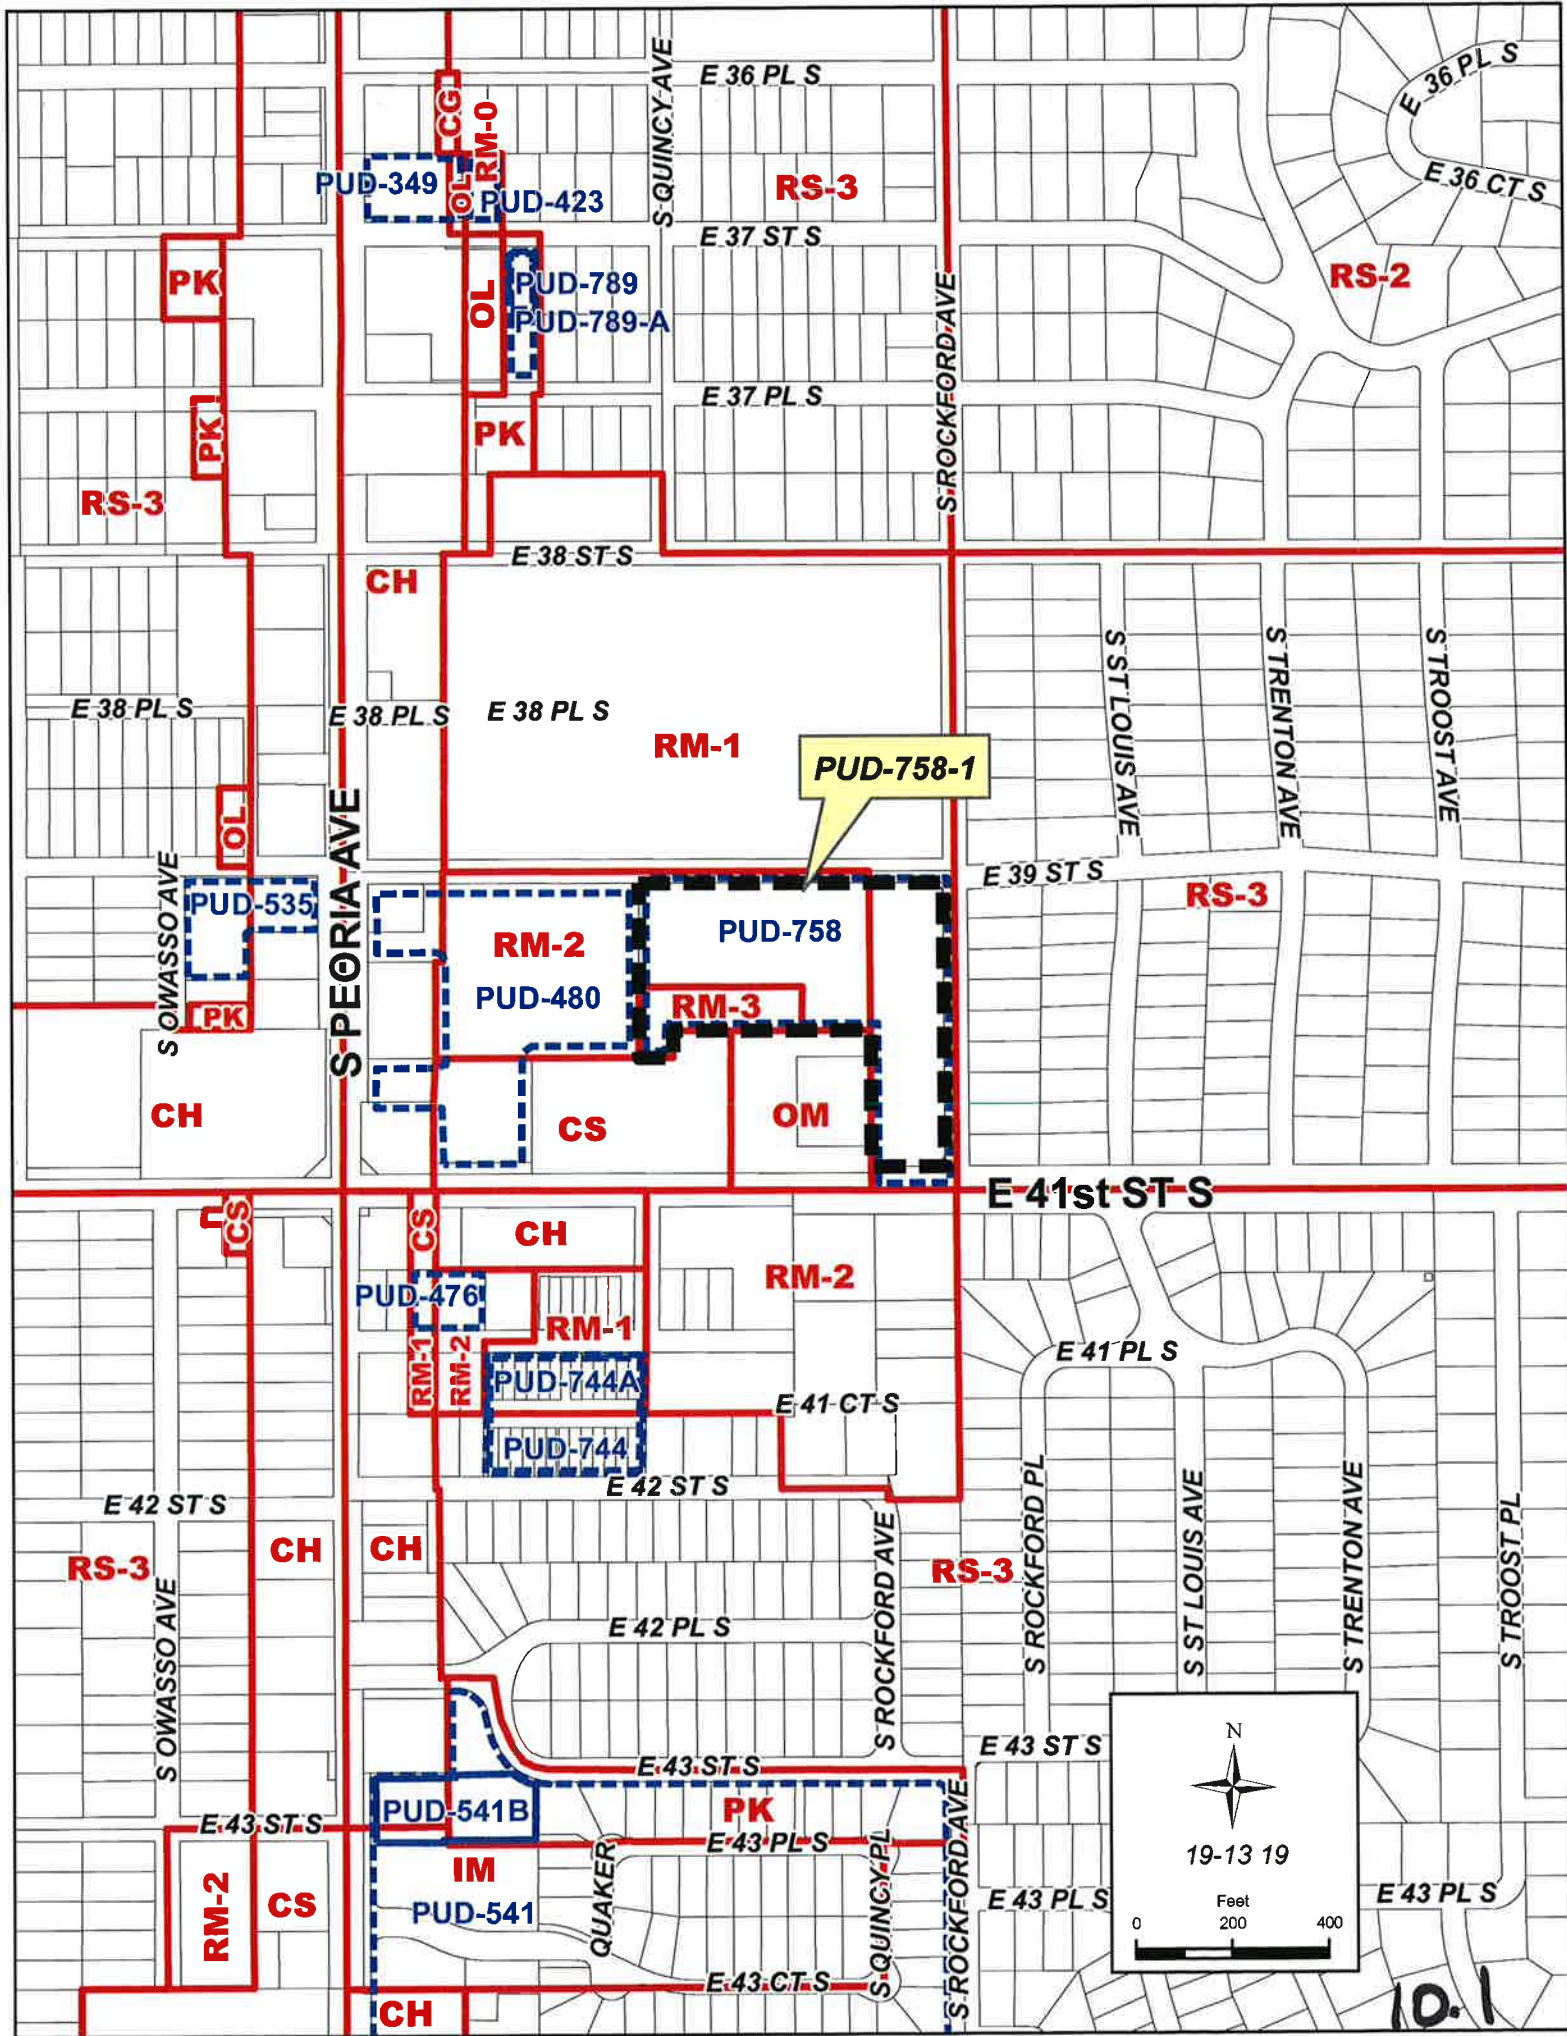 E 36 PL S
E 36 PL S
S QUINCY AVE
CG
RM-0
PUD-349
OL
PUD-423
RS-3
E 36 CT S
E 37 ST S
PK
OL
PUD-789
PUD-789-A
RS-2
S ROCKFORD AVE
E 37 PL S
PK
PK
RS-3
E 38 ST S
CH
S ST LOUIS AVE
S TRENTON AVE
S TROOST AVE
E 38 PL S
E 38 PL S
E 38 PL S
RM-1
PUD-758-1
OL
S PEORIA AVE
S OWASSO AVE
E 39 ST S
RS-3
PUD-535
RM-2
PUD-758
PUD-480
RM-3
PK
CH
CS
OM
E 41st ST S
CS
CS
CH
RM-2
PUD-476
RM-1
RM-1
RM-2
E 41 PL S
PUD-744A
E 41 CT S
PUD-744
E 42 ST S
E 42 ST S
CH
CH
RS-3
RS-3
S OWASSO AVE
S ROCKFORD AVE
S ROCKFORD PL
S ST LOUIS AVE
S TRENTON AVE
S TROOST PL
E 42 PL S
E 43 ST S
E 43 ST S
PUD-541B
PK
E 43 ST S
E 43 PL S
IM
QUAKER
S QUINCY PL
S ROCKFORD AVE
RM-2
CS
PUD-541
E 43 PL S
E 43 PL S
E 43 CT S
CH
N
19-13 19
Feet
0 200 400
10.1